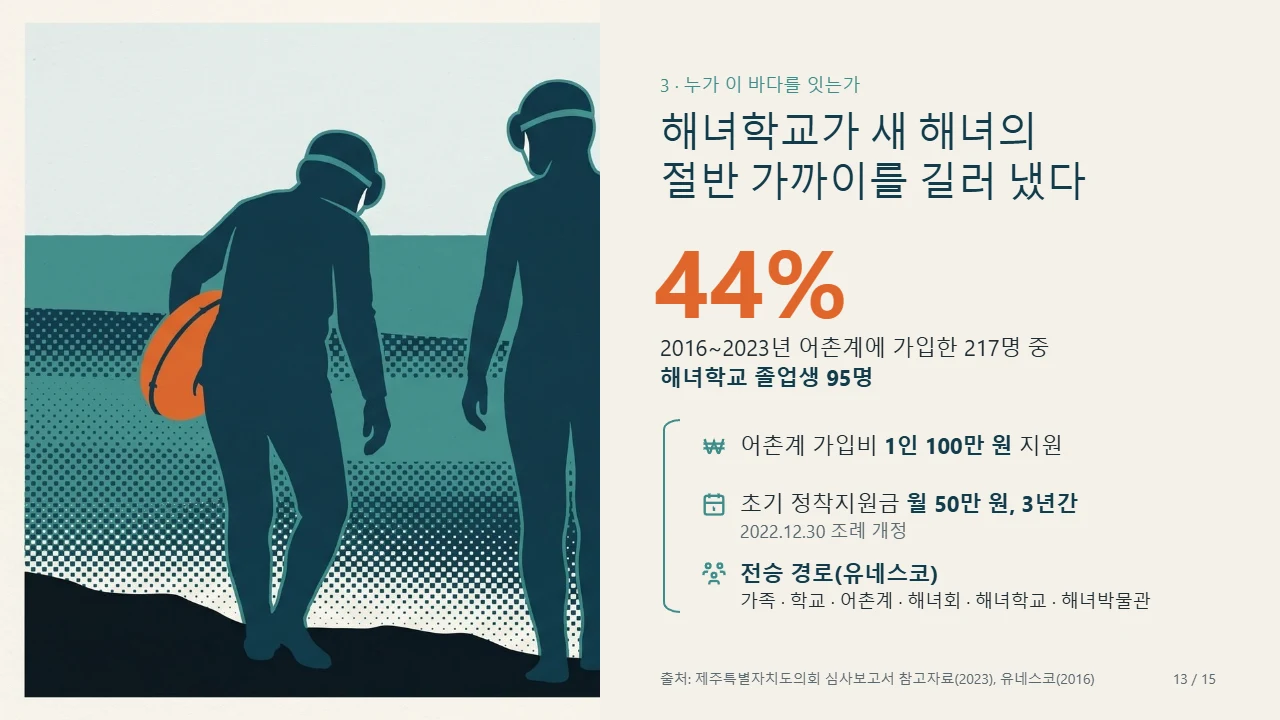 3 · 누가 이 바다를 잇는가
해녀학교가 새 해녀의
절반 가까이를 길러 냈다
44%
2016~2023년 어촌계에 가입한 217명 중
해녀학교 졸업생 95명
₩ 어촌계 가입비 1인 100만 원 지원
초기 정착지원금 월 50만 원, 3년간
2022.12.30 조례 개정
전승 경로(유네스코)
가족 · 학교 · 어촌계 · 해녀회 · 해녀학교 · 해녀박물관
출처: 제주특별자치도의회 심사보고서 참고자료(2023), 유네스코(2016)
13 / 15